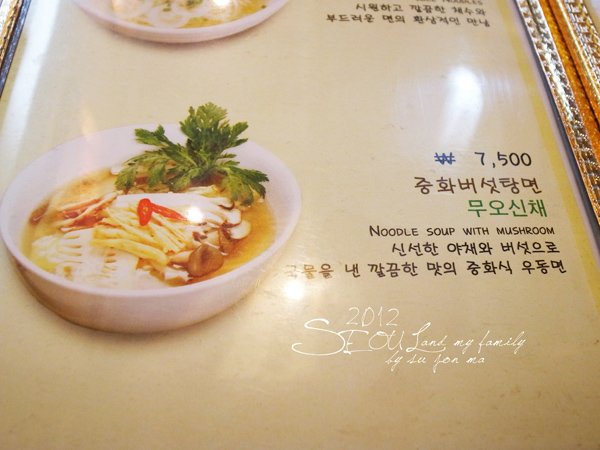 시원하고 깔끔한 채수와
부드러운 면의 환상적인 만남
₩ 7,500
중화버섯탕면
무오신채
NOODLE SOUP WITH MUSHROOM
신선한 야채와 버섯으로
국물을 낸 깔끔한 맛의 중화식 우동면
2012
SEOUL and my family
by su fon ma